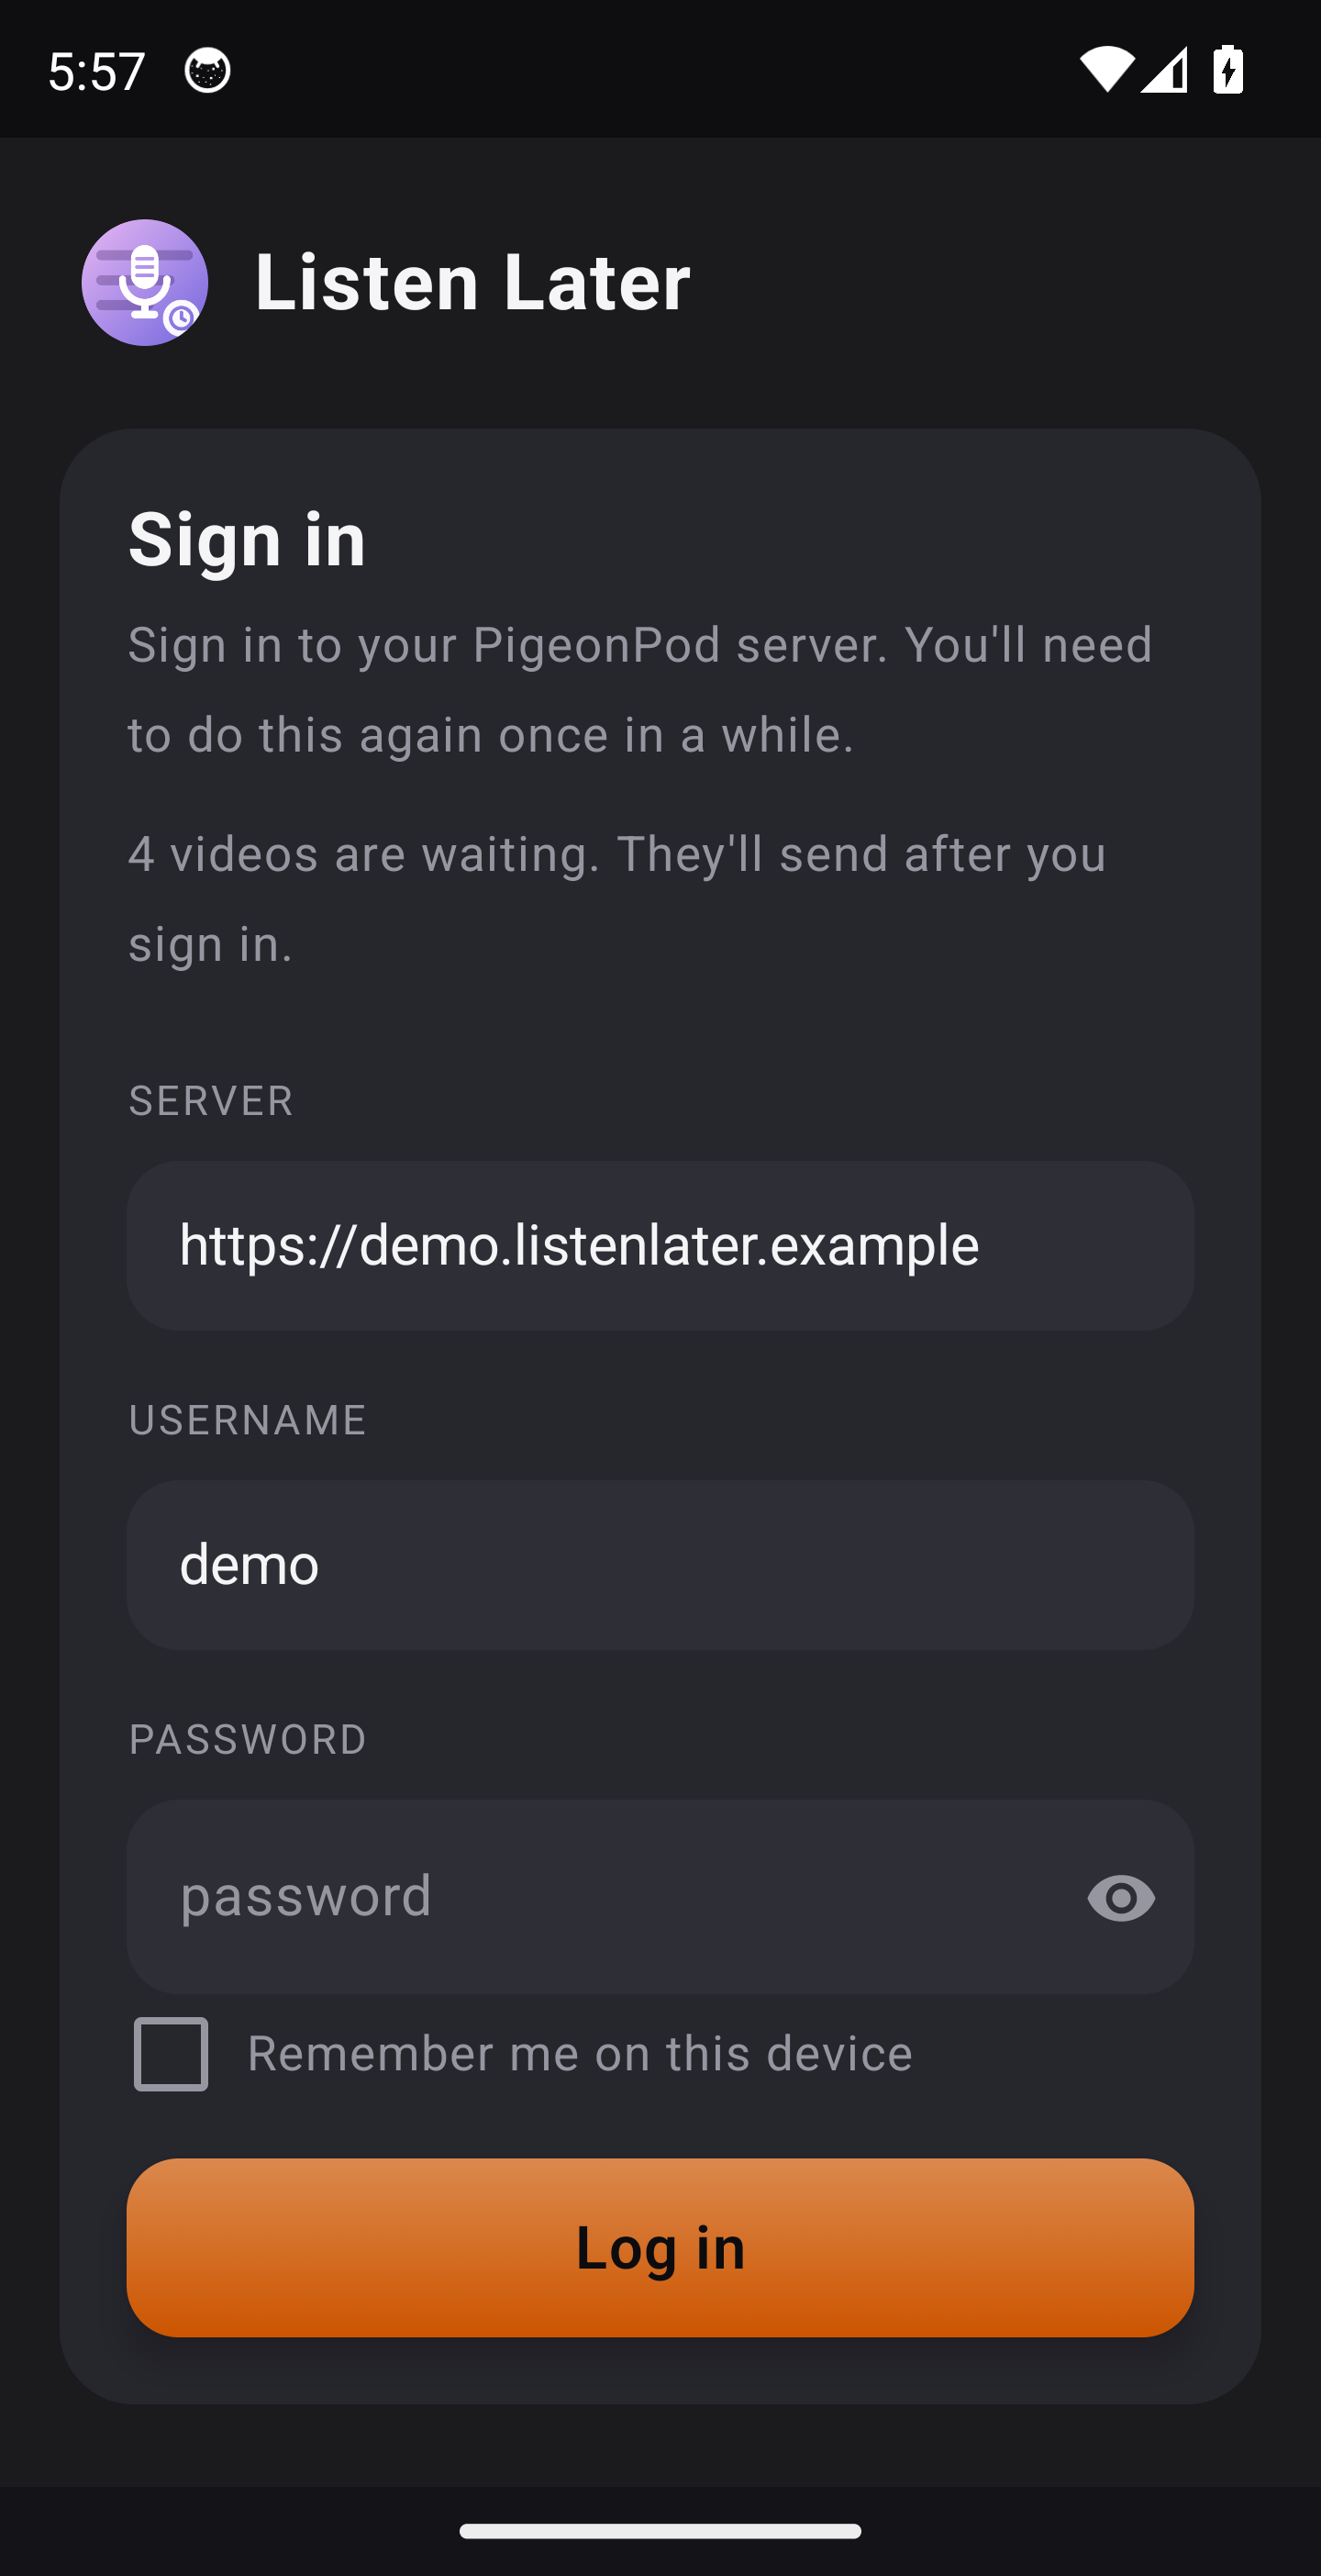 5:57
Listen Later
Sign in
Sign in to your PigeonPod server. You'll need
to do this again once in a while.
4 videos are waiting. They'll send after you
sign in.
SERVER
https://demo.listenlater.example
USERNAME
demo
PASSWORD
password
Remember me on this device
Log in